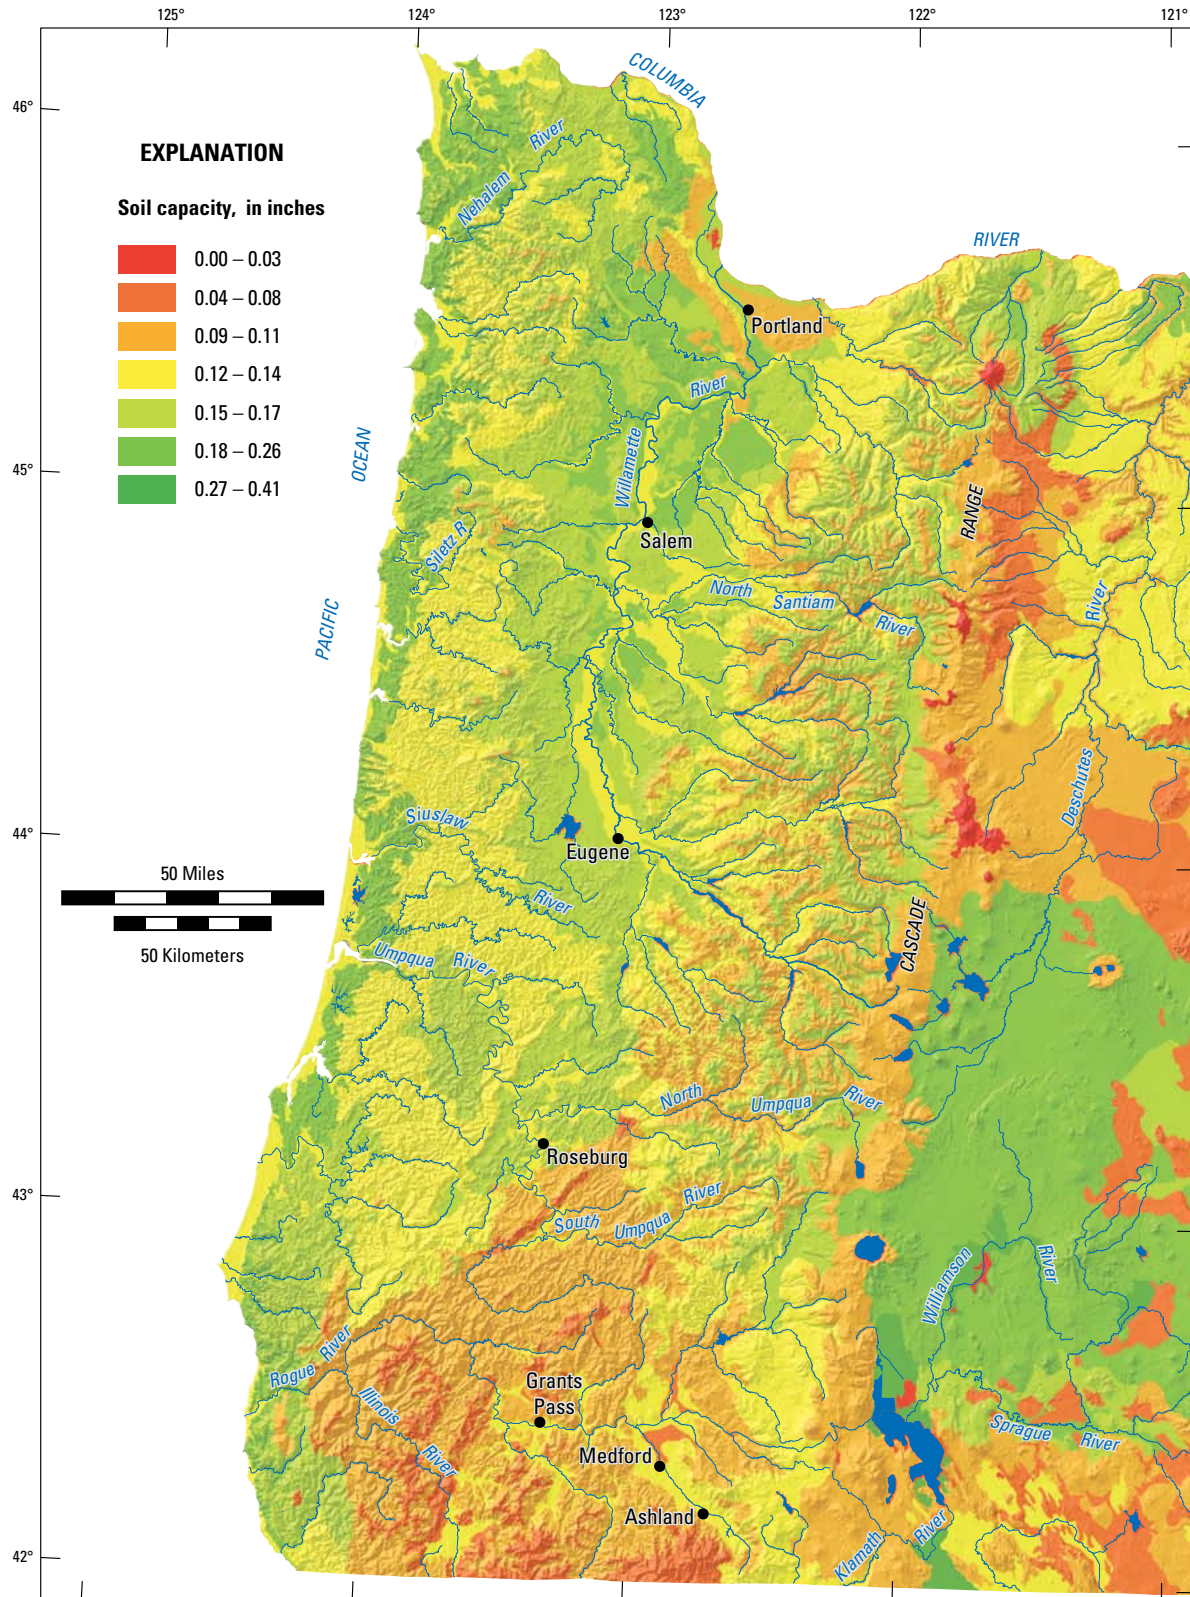 125°
124°
123°
122°
121°
46°
45°
44°
43°
42°
EXPLANATION
Soil capacity, in inches
0.00 – 0.03
0.04 – 0.08
0.09 – 0.11
0.12 – 0.14
0.15 – 0.17
0.18 – 0.26
0.27 – 0.41
COLUMBIA
RIVER
Nehalem River
Portland
Willamette River
PACIFIC OCEAN
Siletz R
Salem
RANGE
North Santiam River
River
Deschutes
Siuslaw River
Eugene
50 Miles
50 Kilometers
CASCADE
Umpqua River
North Umpqua River
Roseburg
South Umpqua River
Williamson River
Rogue River
Illinois River
Grants
Pass
Sprague River
Medford
Ashland
Klamath River